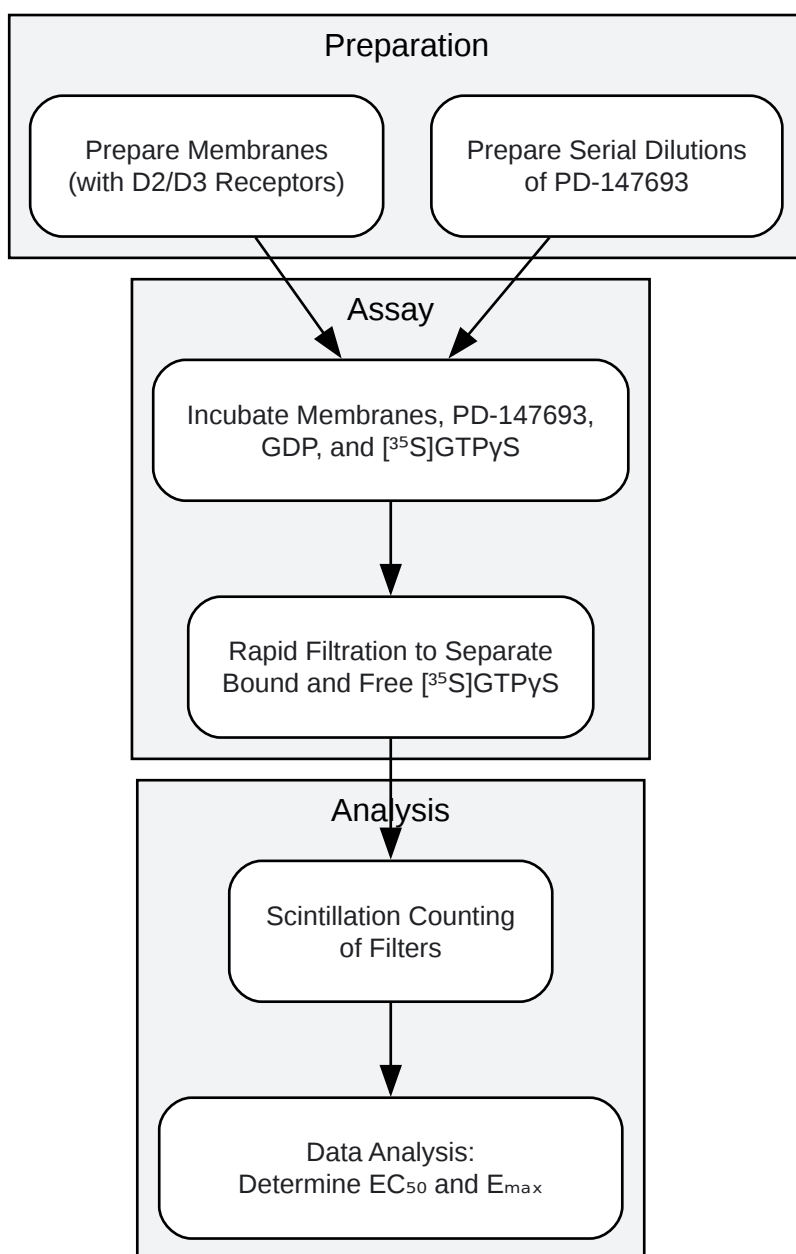 Preparation
Prepare Membranes
(with D2/D3 Receptors)
Prepare Serial Dilutions
of PD-147693
Assay
Incubate Membranes, PD-147693,
GDP, and [³⁵S]GTPγS
Rapid Filtration to Separate
Bound and Free [³⁵S]GTPγS
Analysis
Scintillation Counting
of Filters
Data Analysis:
Determine EC₅₀ and Eₘₐₓ